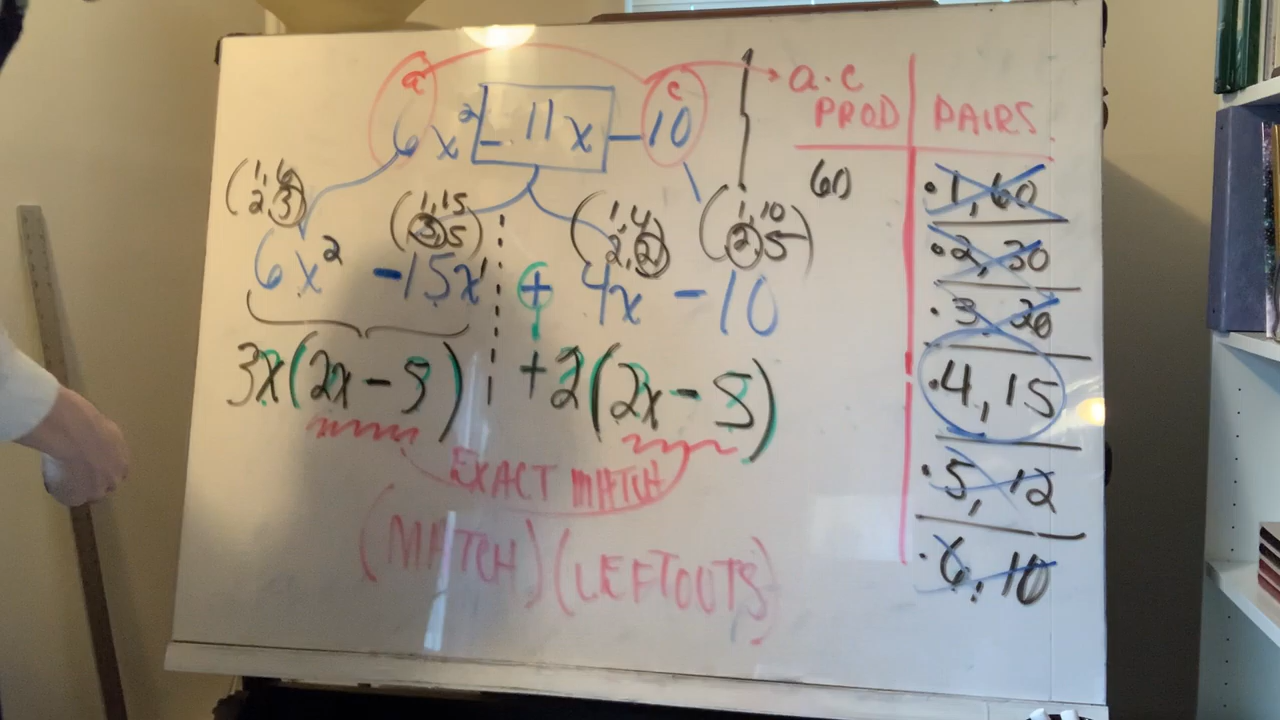 a c a·c
6x² - 11x - 10 PROD PAIRS
(1,6 2,3) (1,15 3,5) (1,4 2,2) (1,10 2,5) 60 ·1,60
6x² -15x + 4x - 10 ·2, 30
·3, 20
3x(2x - 5) + 2(2x - 5) ·4, 15
EXACT MATCH ·5, 12
(MATCH)(LEFTOUTS) ·6, 10